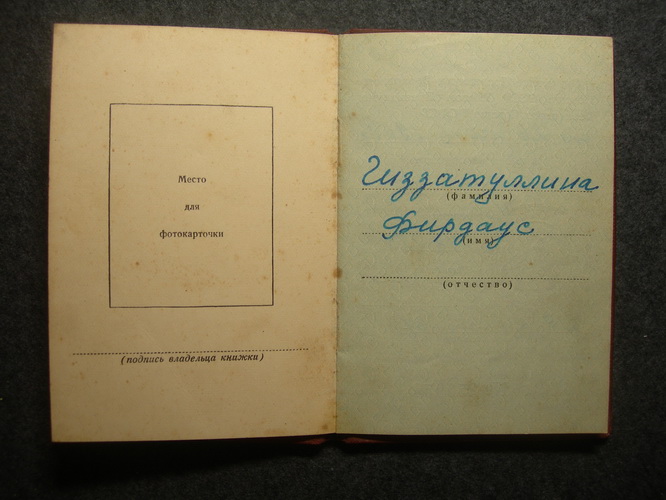 Место
для
фотокарточки
(подпись владельца книжки)
Гиззатуллина
(фамилия)
Фирдаус
(имя)
(отчество)